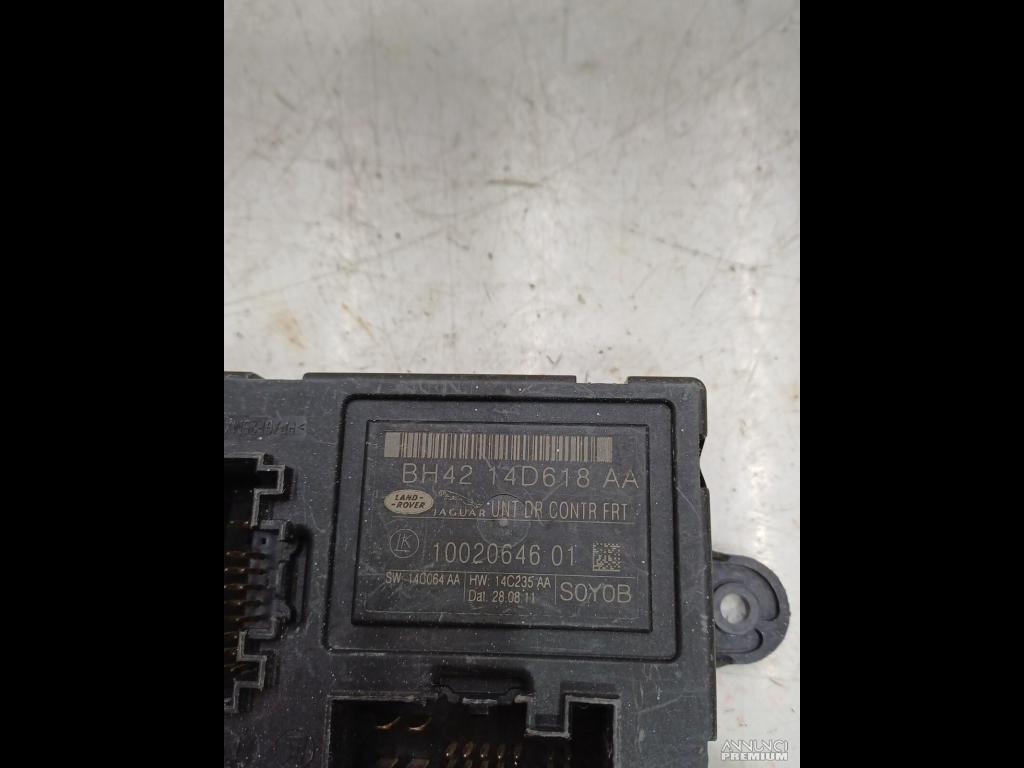 BH42 14D618 AA
LAND-
-ROVER
JAGUAR UNT DR CONTR FRT
LK
10020646 01
SW: 14C064 AA HW: 14C235 AA
Dat. 28.08.11 S0Y0B
ANNUNCI
PREMIUM